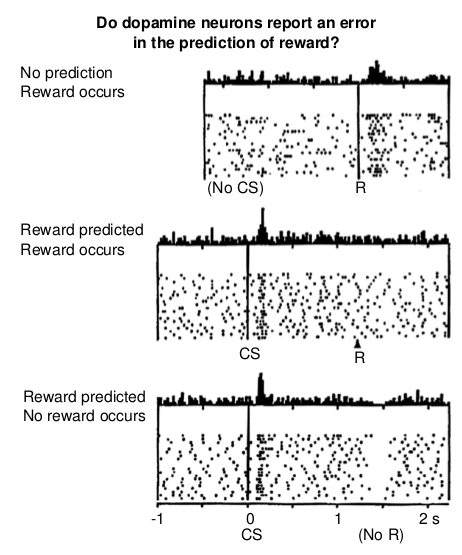 Do dopamine neurons report an error
in the prediction of reward?
No prediction
Reward occurs
(No CS) R
Reward predicted
Reward occurs
CS R
Reward predicted
No reward occurs
-1 0 1 2 s
CS (No R)